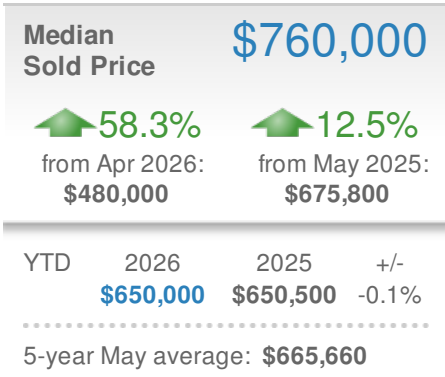 Median
Sold Price
$760,000
58.3% 12.5%
from Apr 2026: from May 2025:
$480,000 $675,800
YTD 2026 2025 +/-
$650,000 $650,500 -0.1%
5-year May average: $665,660